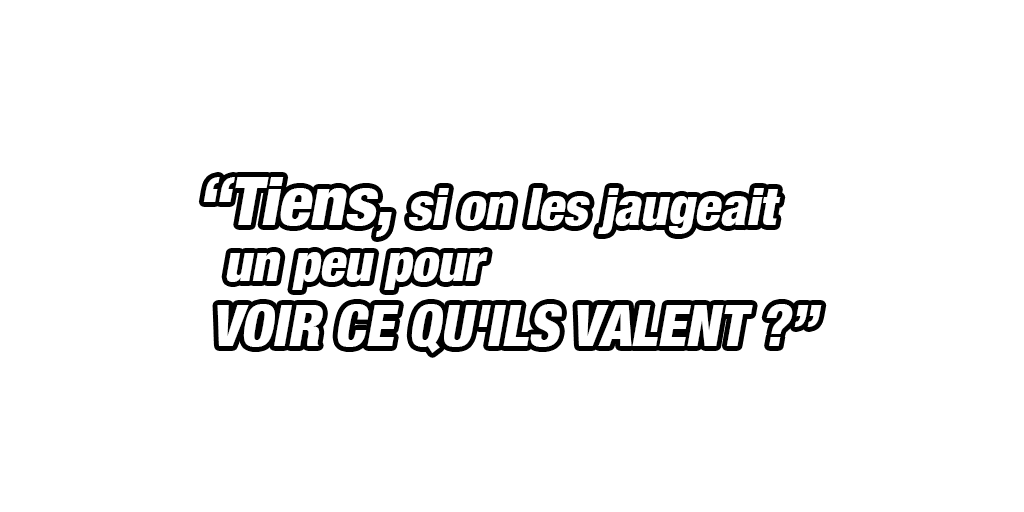 “Tiens, si on les jaugeait
un peu pour
VOIR CE QU'ILS VALENT ?”